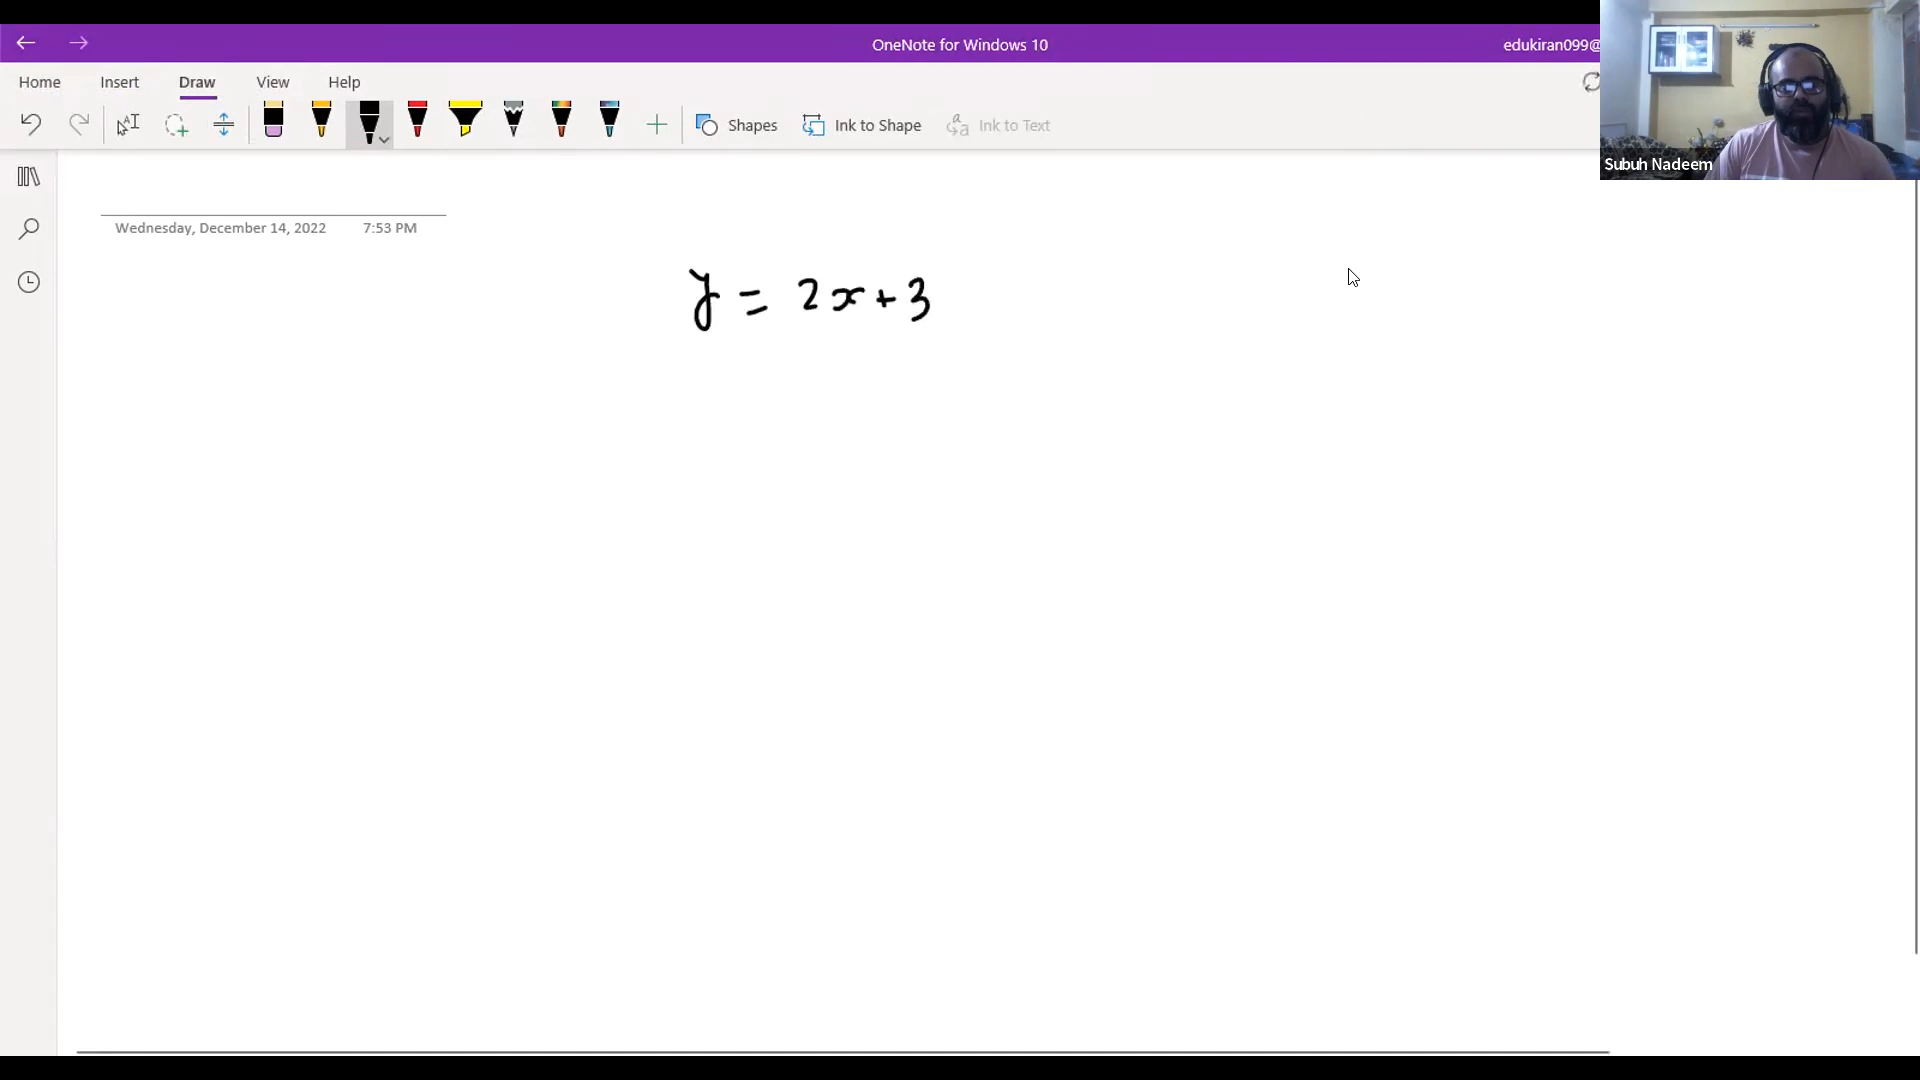 OneNote for Windows 10
edukiran099@
Home Insert Draw View Help
Shapes Ink to Shape Ink to Text
Subuh Nadeem
Wednesday, December 14, 2022 7:53 PM
y = 2x+3